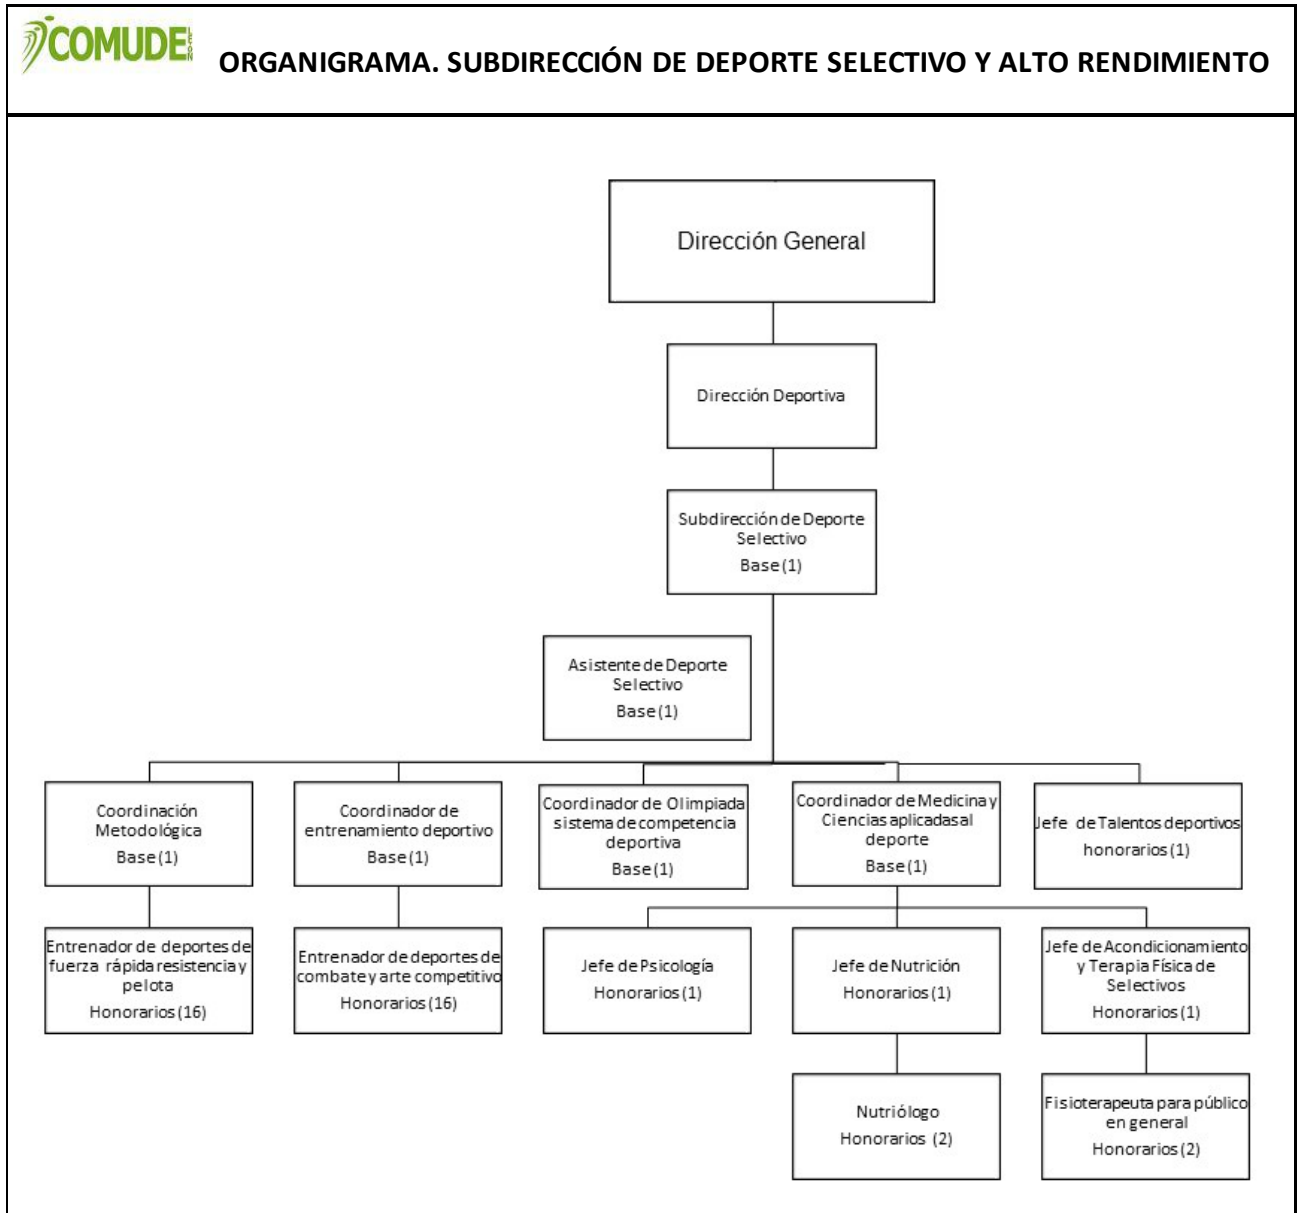 COMUDE
LEÓN
ORGANIGRAMA. SUBDIRECCIÓN DE DEPORTE SELECTIVO Y ALTO RENDIMIENTO
Dirección General
Dirección Deportiva
Subdirección de Deporte
Selectivo
Base (1)
Asistente de Deporte
Selectivo
Base (1)
Coordinación
Metodológica
Base (1)
Coordinador de
entrenamiento deportivo
Base (1)
Coordinador de Olimpiada
sistema de competencia
deportiva
Base (1)
Coordinador de Medicina y
Ciencias aplicadas al
deporte
Base (1)
Jefe de Talentos deportivos
honorarios (1)
Entrenador de deportes de
fuerza rápida resistencia y
pelota
Honorarios (16)
Entrenador de deportes de
combate y arte competitivo
Honorarios (16)
Jefe de Psicología
Honorarios (1)
Jefe de Nutrición
Honorarios (1)
Jefe de Acondicionamiento
y Terapia Física de
Selectivos
Honorarios (1)
Nutriólogo
Honorarios (2)
Fisioterapeuta para público
en general
Honorarios (2)